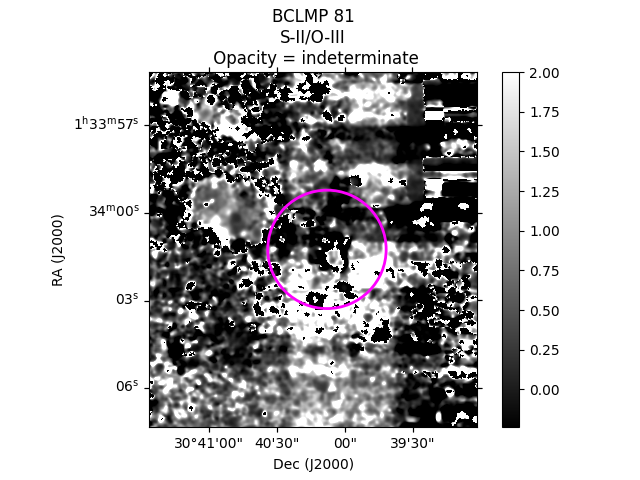 BCLMP 81
S-II/O-III
Opacity = indeterminate
2.00
1.75
1.50
1.25
1.00
0.75
0.50
0.25
0.00
1ʰ33ᵐ57ˢ
34ᵐ00ˢ
03ˢ
06ˢ
RA (J2000)
30°41'00" 40'30" 00" 39'30"
Dec (J2000)